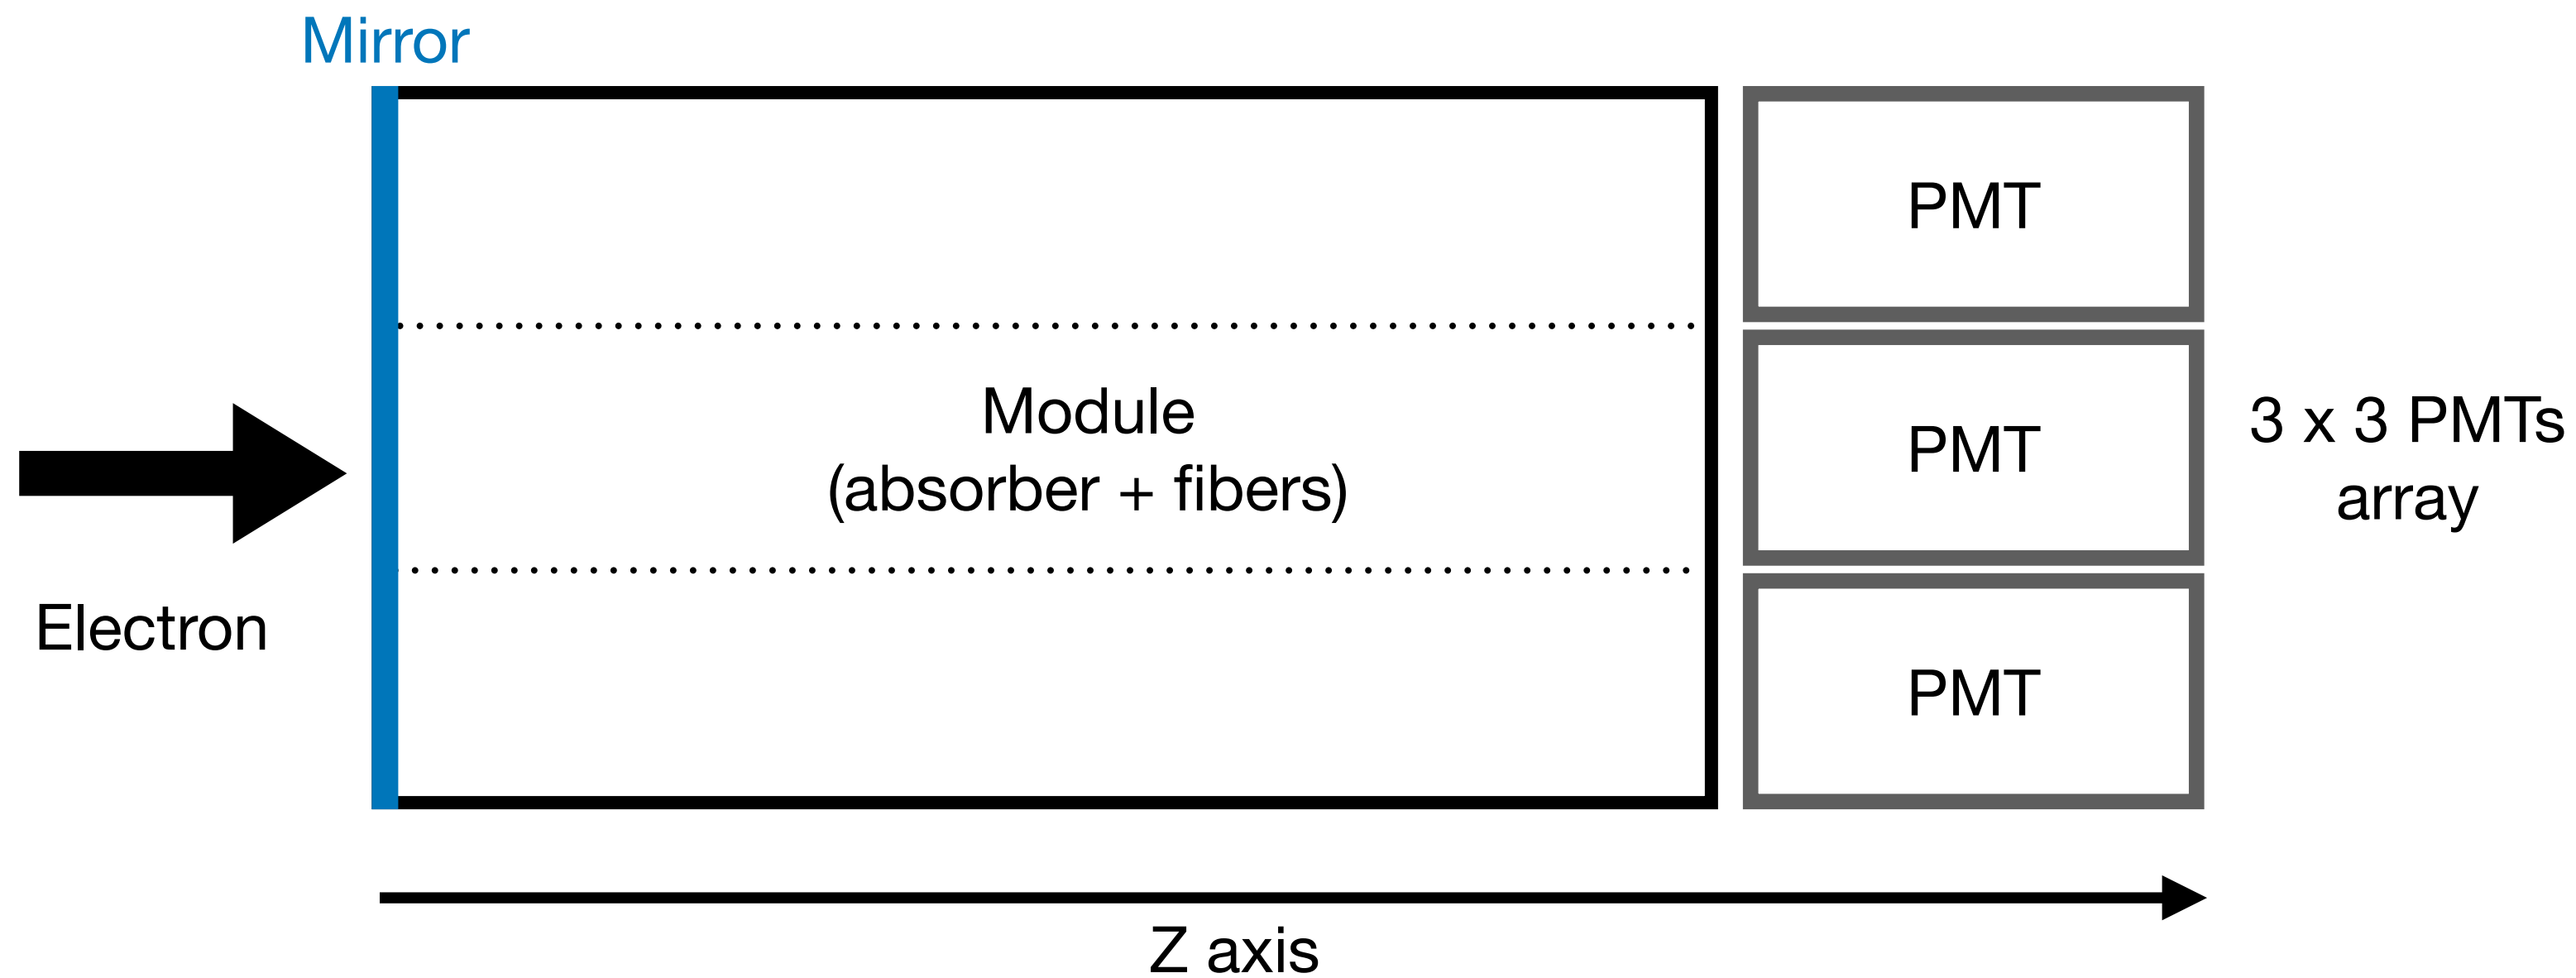 Mirror
PMT
Module
(absorber + fibers)
PMT
3 x 3 PMTs
array
Electron
PMT
Z axis